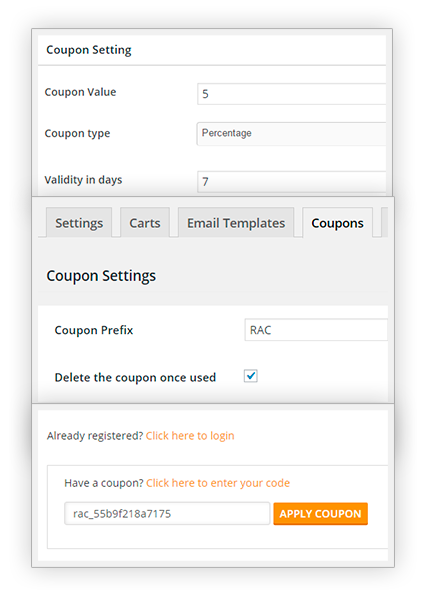 Coupon Setting
Coupon Value 5
Coupon type Percentage
Validity in days 7
Settings Carts Email Templates Coupons
Coupon Settings
Coupon Prefix RAC
Delete the coupon once used
Already registered? Click here to login
Have a coupon? Click here to enter your code
rac_55b9f218a7175 APPLY COUPON